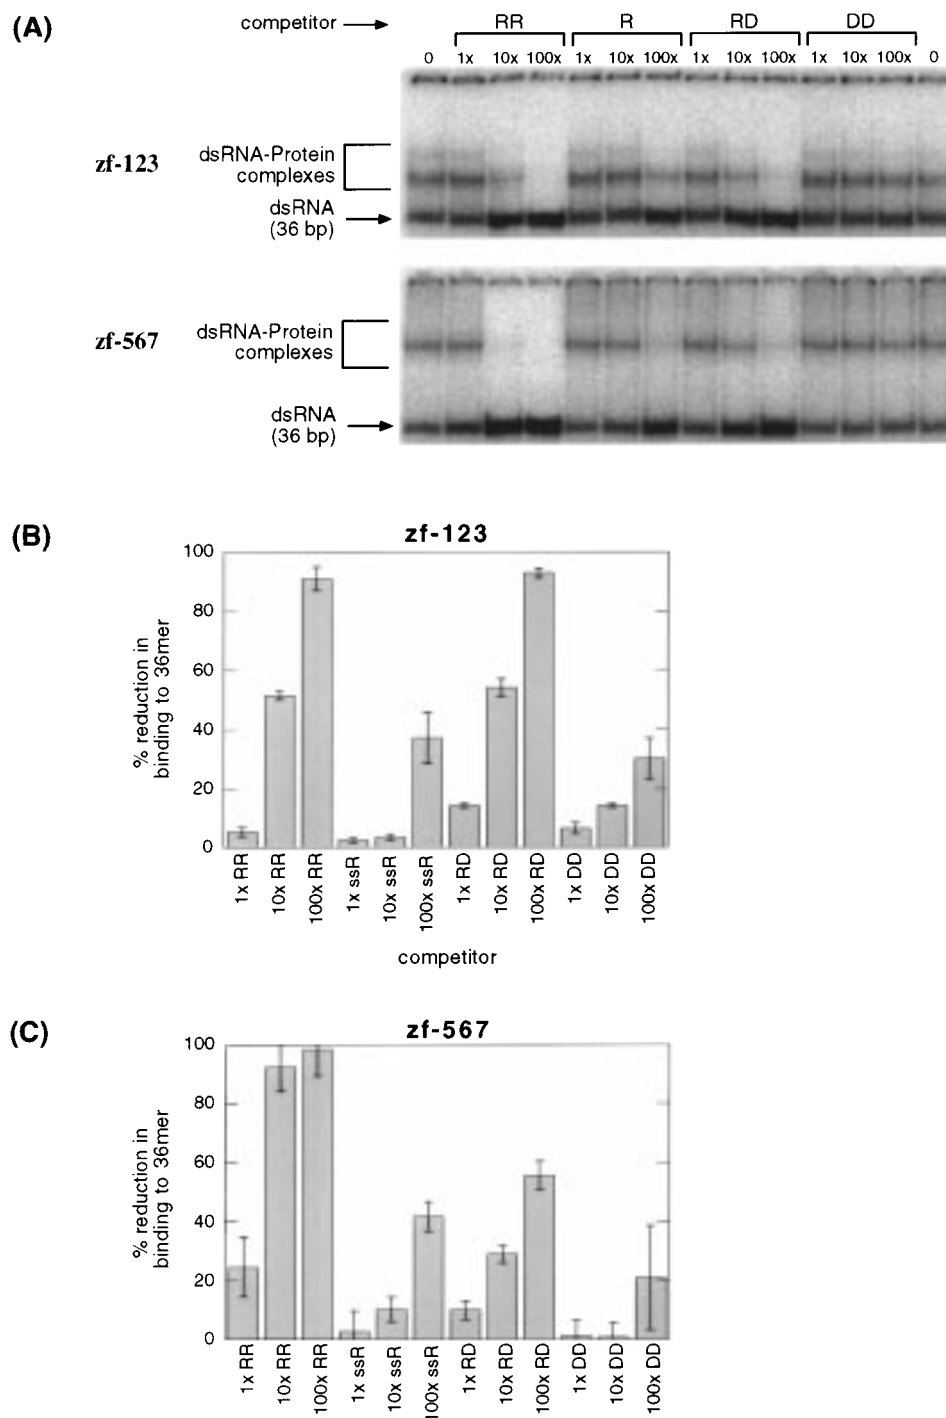 (A)
competitor
RR R RD DD
0 1x 10x 100x 1x 10x 100x 1x 10x 100x 1x 10x 100x 0
zf-123
dsRNA-Protein
complexes
dsRNA
(36 bp)
zf-567
dsRNA-Protein
complexes
dsRNA
(36 bp)
(B)
zf-123
% reduction in
binding to 36mer
100
80
60
40
20
0
1x RR
10x RR
100x RR
1x ssR
10x ssR
100x ssR
1x RD
10x RD
100x RD
1x DD
10x DD
100x DD
competitor
(C)
zf-567
% reduction in
binding to 36mer
100
80
60
40
20
0
1x RR
10x RR
100x RR
1x ssR
10x ssR
100x ssR
1x RD
10x RD
100x RD
1x DD
10x DD
100x DD